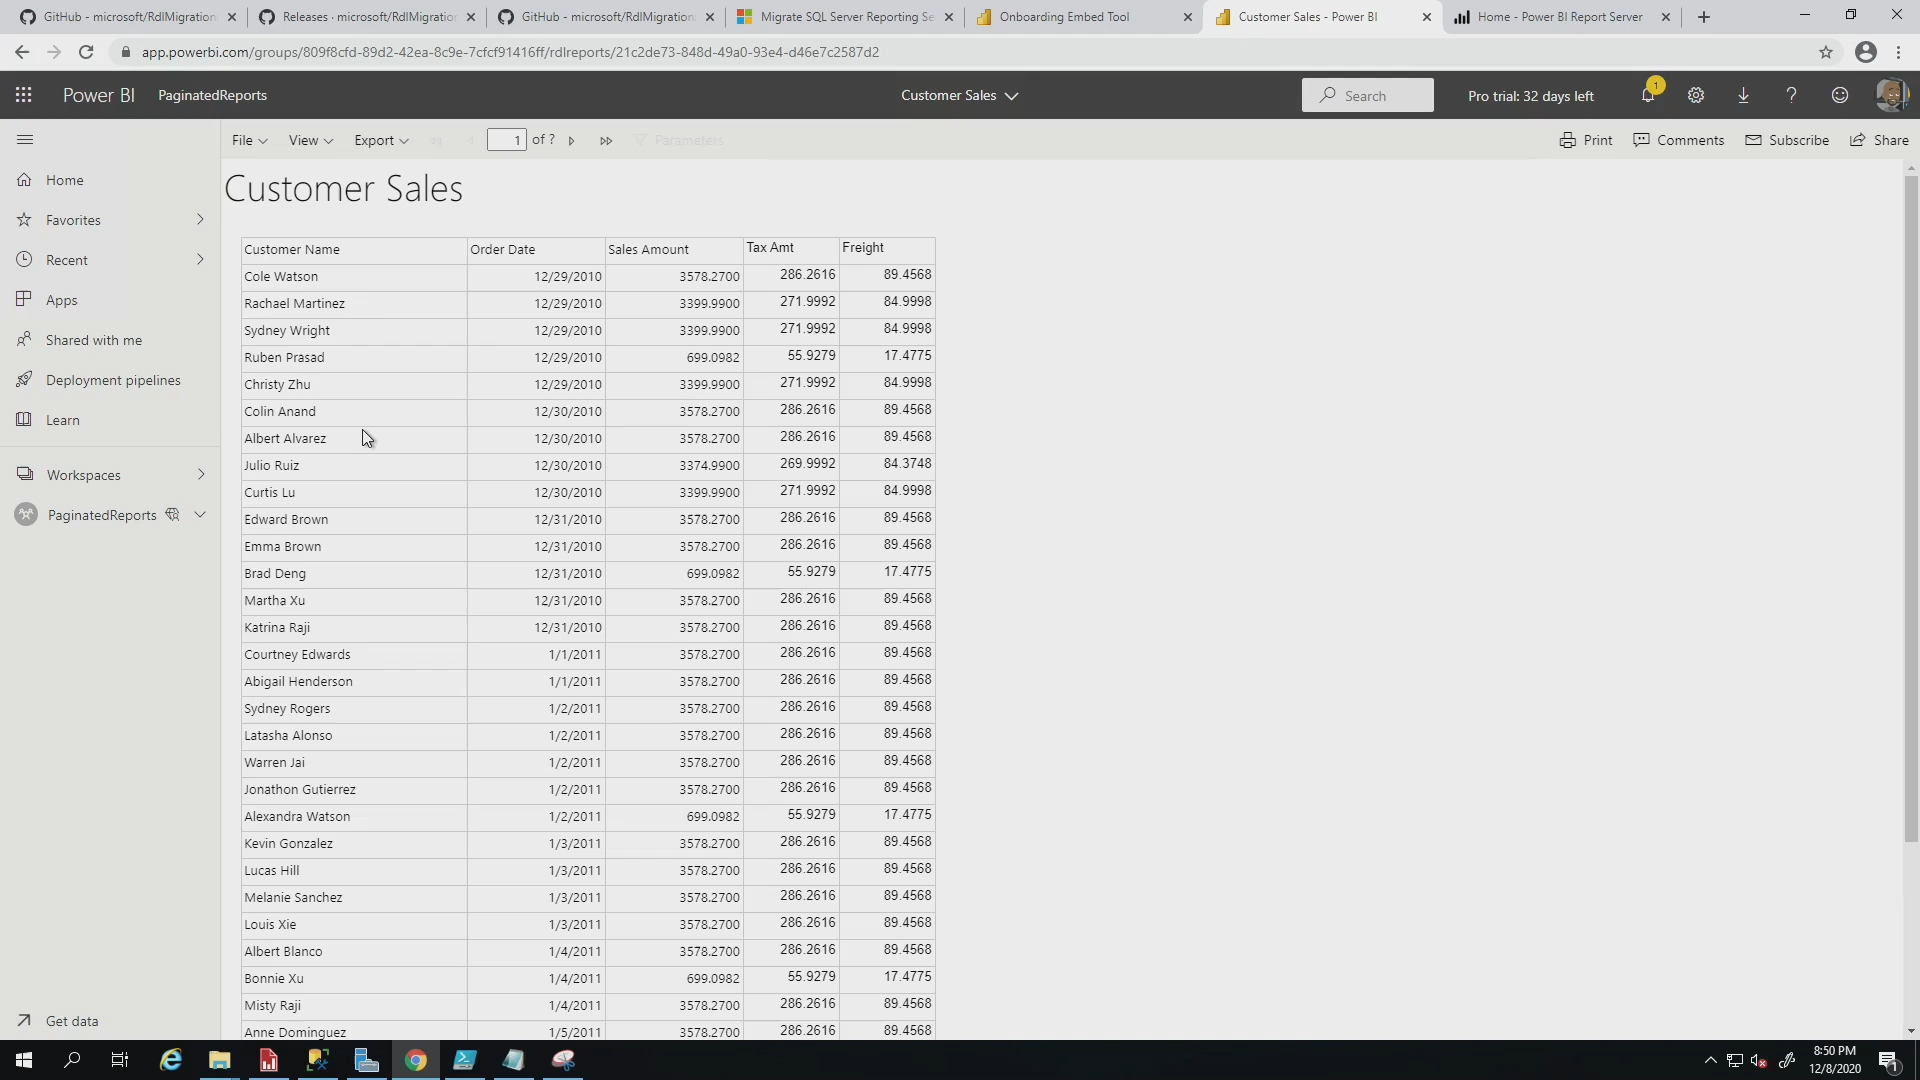 GitHub - microsoft/RdlMigration
Releases · microsoft/RdlMigration
GitHub - microsoft/RdlMigration
Migrate SQL Server Reporting Se
Onboarding Embed Tool
Customer Sales - Power BI
Home - Power BI Report Server
app.powerbi.com/groups/809f8cfd-89d2-42ea-8c9e-7cfcf91416ff/rdlreports/21c2de73-848d-49a0-93e4-d46e7c2587d2
Power BI PaginatedReports Customer Sales Search Pro trial: 32 days left 1
File View Export 1 of ? Parameters Print Comments Subscribe Share
Home
Favorites
Recent
Apps
Shared with me
Deployment pipelines
Learn
Workspaces
PaginatedReports
Get data
Customer Sales
Customer Name Order Date Sales Amount Tax Amt Freight
Cole Watson 12/29/2010 3578.2700 286.2616 89.4568
Rachael Martinez 12/29/2010 3399.9900 271.9992 84.9998
Sydney Wright 12/29/2010 3399.9900 271.9992 84.9998
Ruben Prasad 12/29/2010 699.0982 55.9279 17.4775
Christy Zhu 12/29/2010 3399.9900 271.9992 84.9998
Colin Anand 12/30/2010 3578.2700 286.2616 89.4568
Albert Alvarez 12/30/2010 3578.2700 286.2616 89.4568
Julio Ruiz 12/30/2010 3374.9900 269.9992 84.3748
Curtis Lu 12/30/2010 3399.9900 271.9992 84.9998
Edward Brown 12/31/2010 3578.2700 286.2616 89.4568
Emma Brown 12/31/2010 3578.2700 286.2616 89.4568
Brad Deng 12/31/2010 699.0982 55.9279 17.4775
Martha Xu 12/31/2010 3578.2700 286.2616 89.4568
Katrina Raji 12/31/2010 3578.2700 286.2616 89.4568
Courtney Edwards 1/1/2011 3578.2700 286.2616 89.4568
Abigail Henderson 1/1/2011 3578.2700 286.2616 89.4568
Sydney Rogers 1/2/2011 3578.2700 286.2616 89.4568
Latasha Alonso 1/2/2011 3578.2700 286.2616 89.4568
Warren Jai 1/2/2011 3578.2700 286.2616 89.4568
Jonathon Gutierrez 1/2/2011 3578.2700 286.2616 89.4568
Alexandra Watson 1/2/2011 699.0982 55.9279 17.4775
Kevin Gonzalez 1/3/2011 3578.2700 286.2616 89.4568
Lucas Hill 1/3/2011 3578.2700 286.2616 89.4568
Melanie Sanchez 1/3/2011 3578.2700 286.2616 89.4568
Louis Xie 1/3/2011 3578.2700 286.2616 89.4568
Albert Blanco 1/4/2011 3578.2700 286.2616 89.4568
Bonnie Xu 1/4/2011 699.0982 55.9279 17.4775
Misty Raji 1/4/2011 3578.2700 286.2616 89.4568
Anne Dominguez 1/5/2011 3578.2700 286.2616 89.4568
8:50 PM
12/8/2020
1